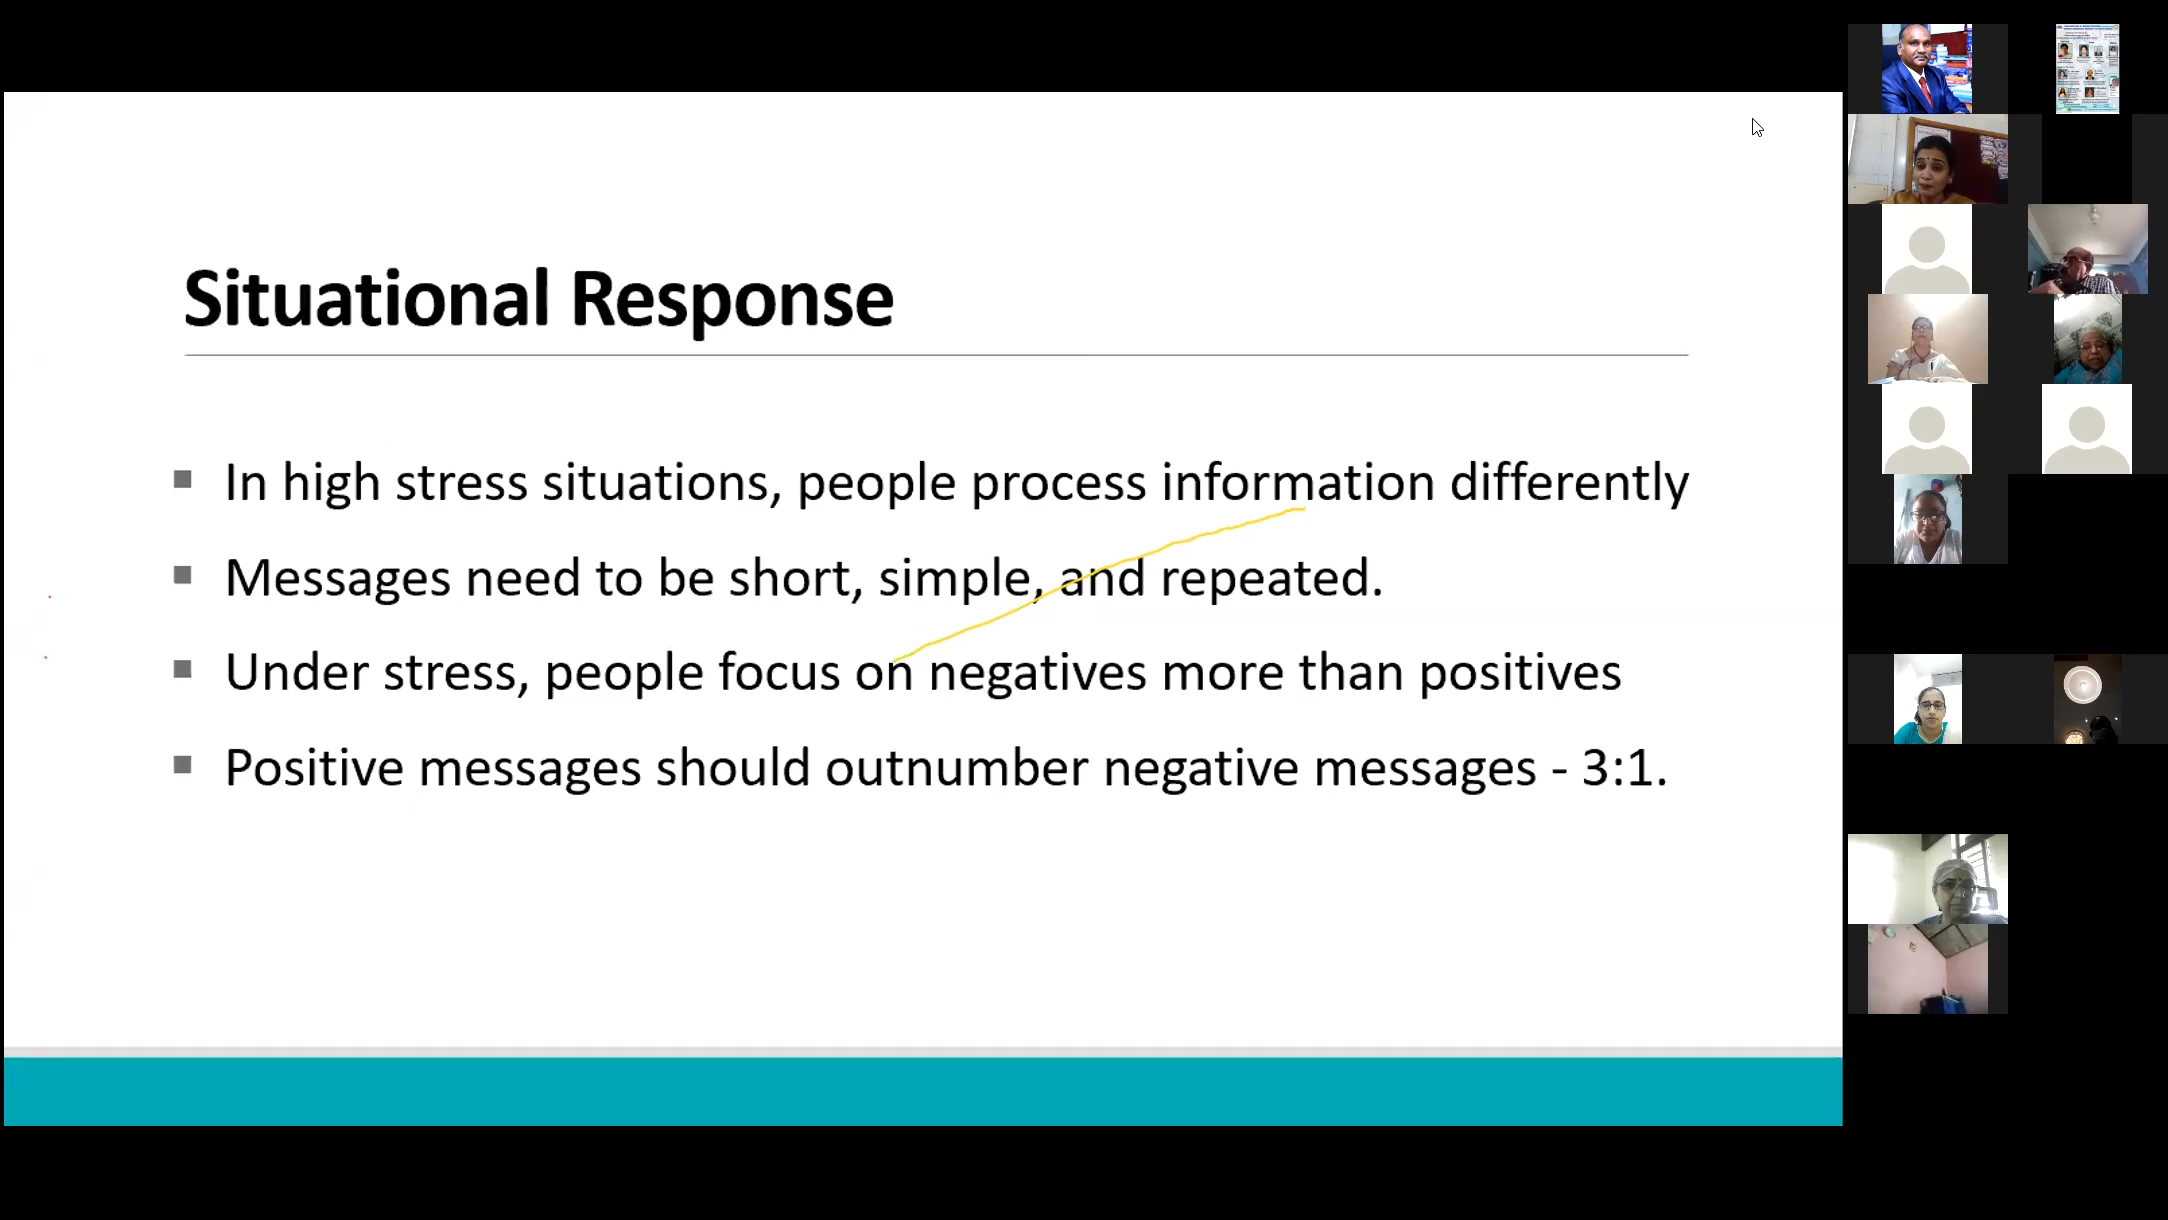 Situational Response
In high stress situations, people process information differently
Messages need to be short, simple, and repeated.
Under stress, people focus on negatives more than positives
Positive messages should outnumber negative messages - 3:1.